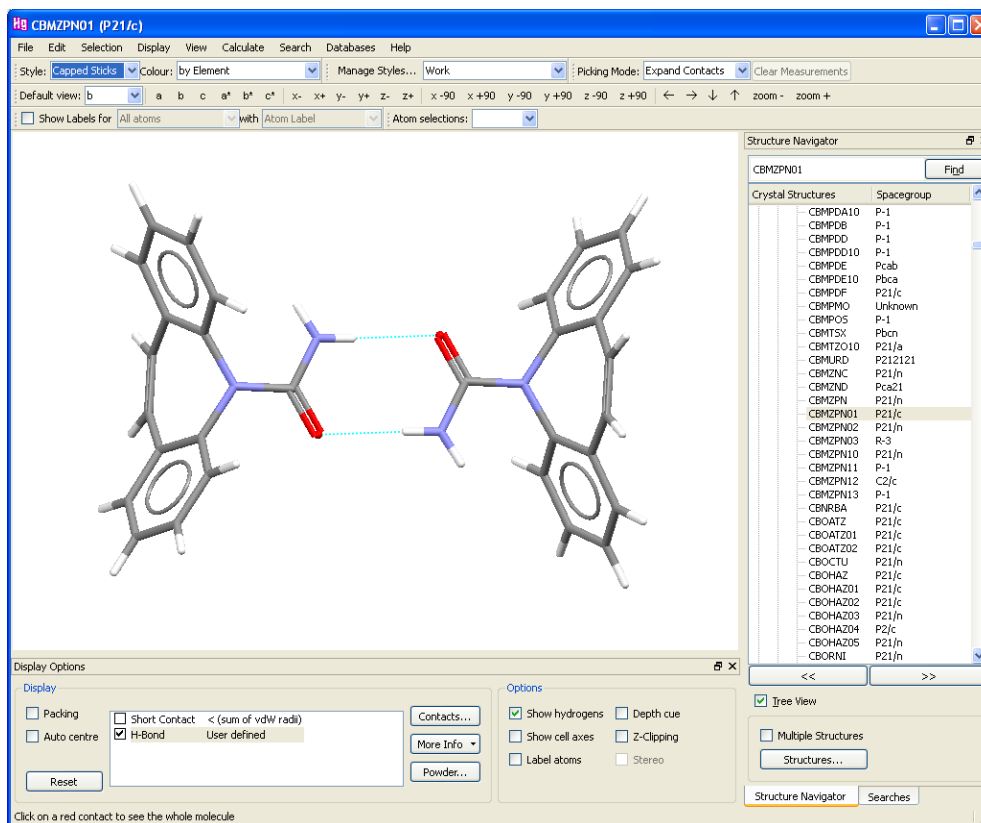 Hg CBMZPN01 (P21/c)
File Edit Selection Display View Calculate Search Databases Help
Style: Capped Sticks Colour: by Element Manage Styles... Work Picking Mode: Expand Contacts Clear Measurements
Default view: b a b c a* b* c* x- x+ y- y+ z- z+ x -90 x +90 y -90 y +90 z -90 z +90 ← → ↓ ↑ zoom - zoom +
Show Labels for All atoms with Atom Label Atom selections:
Structure Navigator
CBMZPN01 Find
Crystal Structures Spacegroup
CBMPDA10 P-1
CBMPDB P-1
CBMPDD P-1
CBMPDD10 P-1
CBMPDE Pcab
CBMPDE10 Pbca
CBMPDF P21/c
CBMPMO Unknown
CBMPOS P-1
CBMTSX Pbcn
CBMTZO10 P21/a
CBMURD P212121
CBMZNC P21/n
CBMZND Pca21
CBMZPN P21/n
CBMZPN01 P21/c
CBMZPN02 P21/n
CBMZPN03 R-3
CBMZPN10 P21/n
CBMZPN11 P-1
CBMZPN12 C2/c
CBMZPN13 P-1
CBNRBA P21/c
CBOATZ P21/c
CBOATZ01 P21/c
CBOATZ02 P21/c
CBOCTU P21/n
CBOHAZ P21/c
CBOHAZ01 P21/c
CBOHAZ02 P21/c
CBOHAZ03 P21/n
CBOHAZ04 P2/c
CBOHAZ05 P21/n
CBORNI P21/n
<< >>
Tree View
Multiple Structures
Structures...
Structure Navigator Searches
Display Options
Display
Packing
Auto centre
Reset
Short Contact < (sum of vdW radii)
H-Bond User defined
Contacts...
More Info
Powder...
Options
Show hydrogens Depth cue
Show cell axes Z-Clipping
Label atoms Stereo
Click on a red contact to see the whole molecule